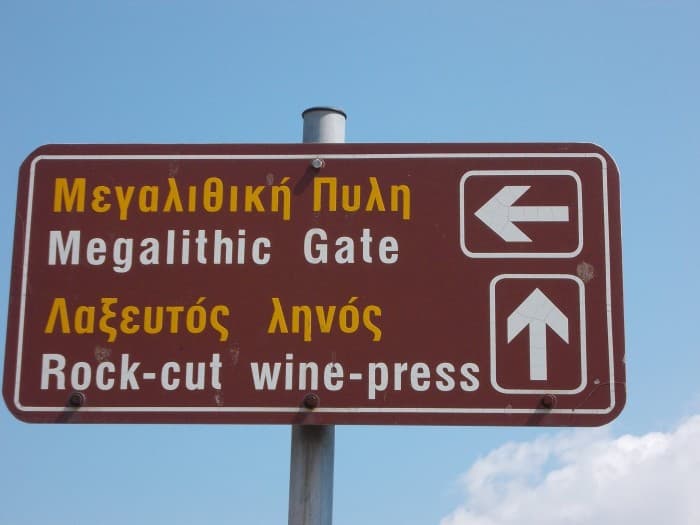 Μεγαλιθική Πυλη
Megalithic Gate
Λαξευτός ληνός
Rock-cut wine-press